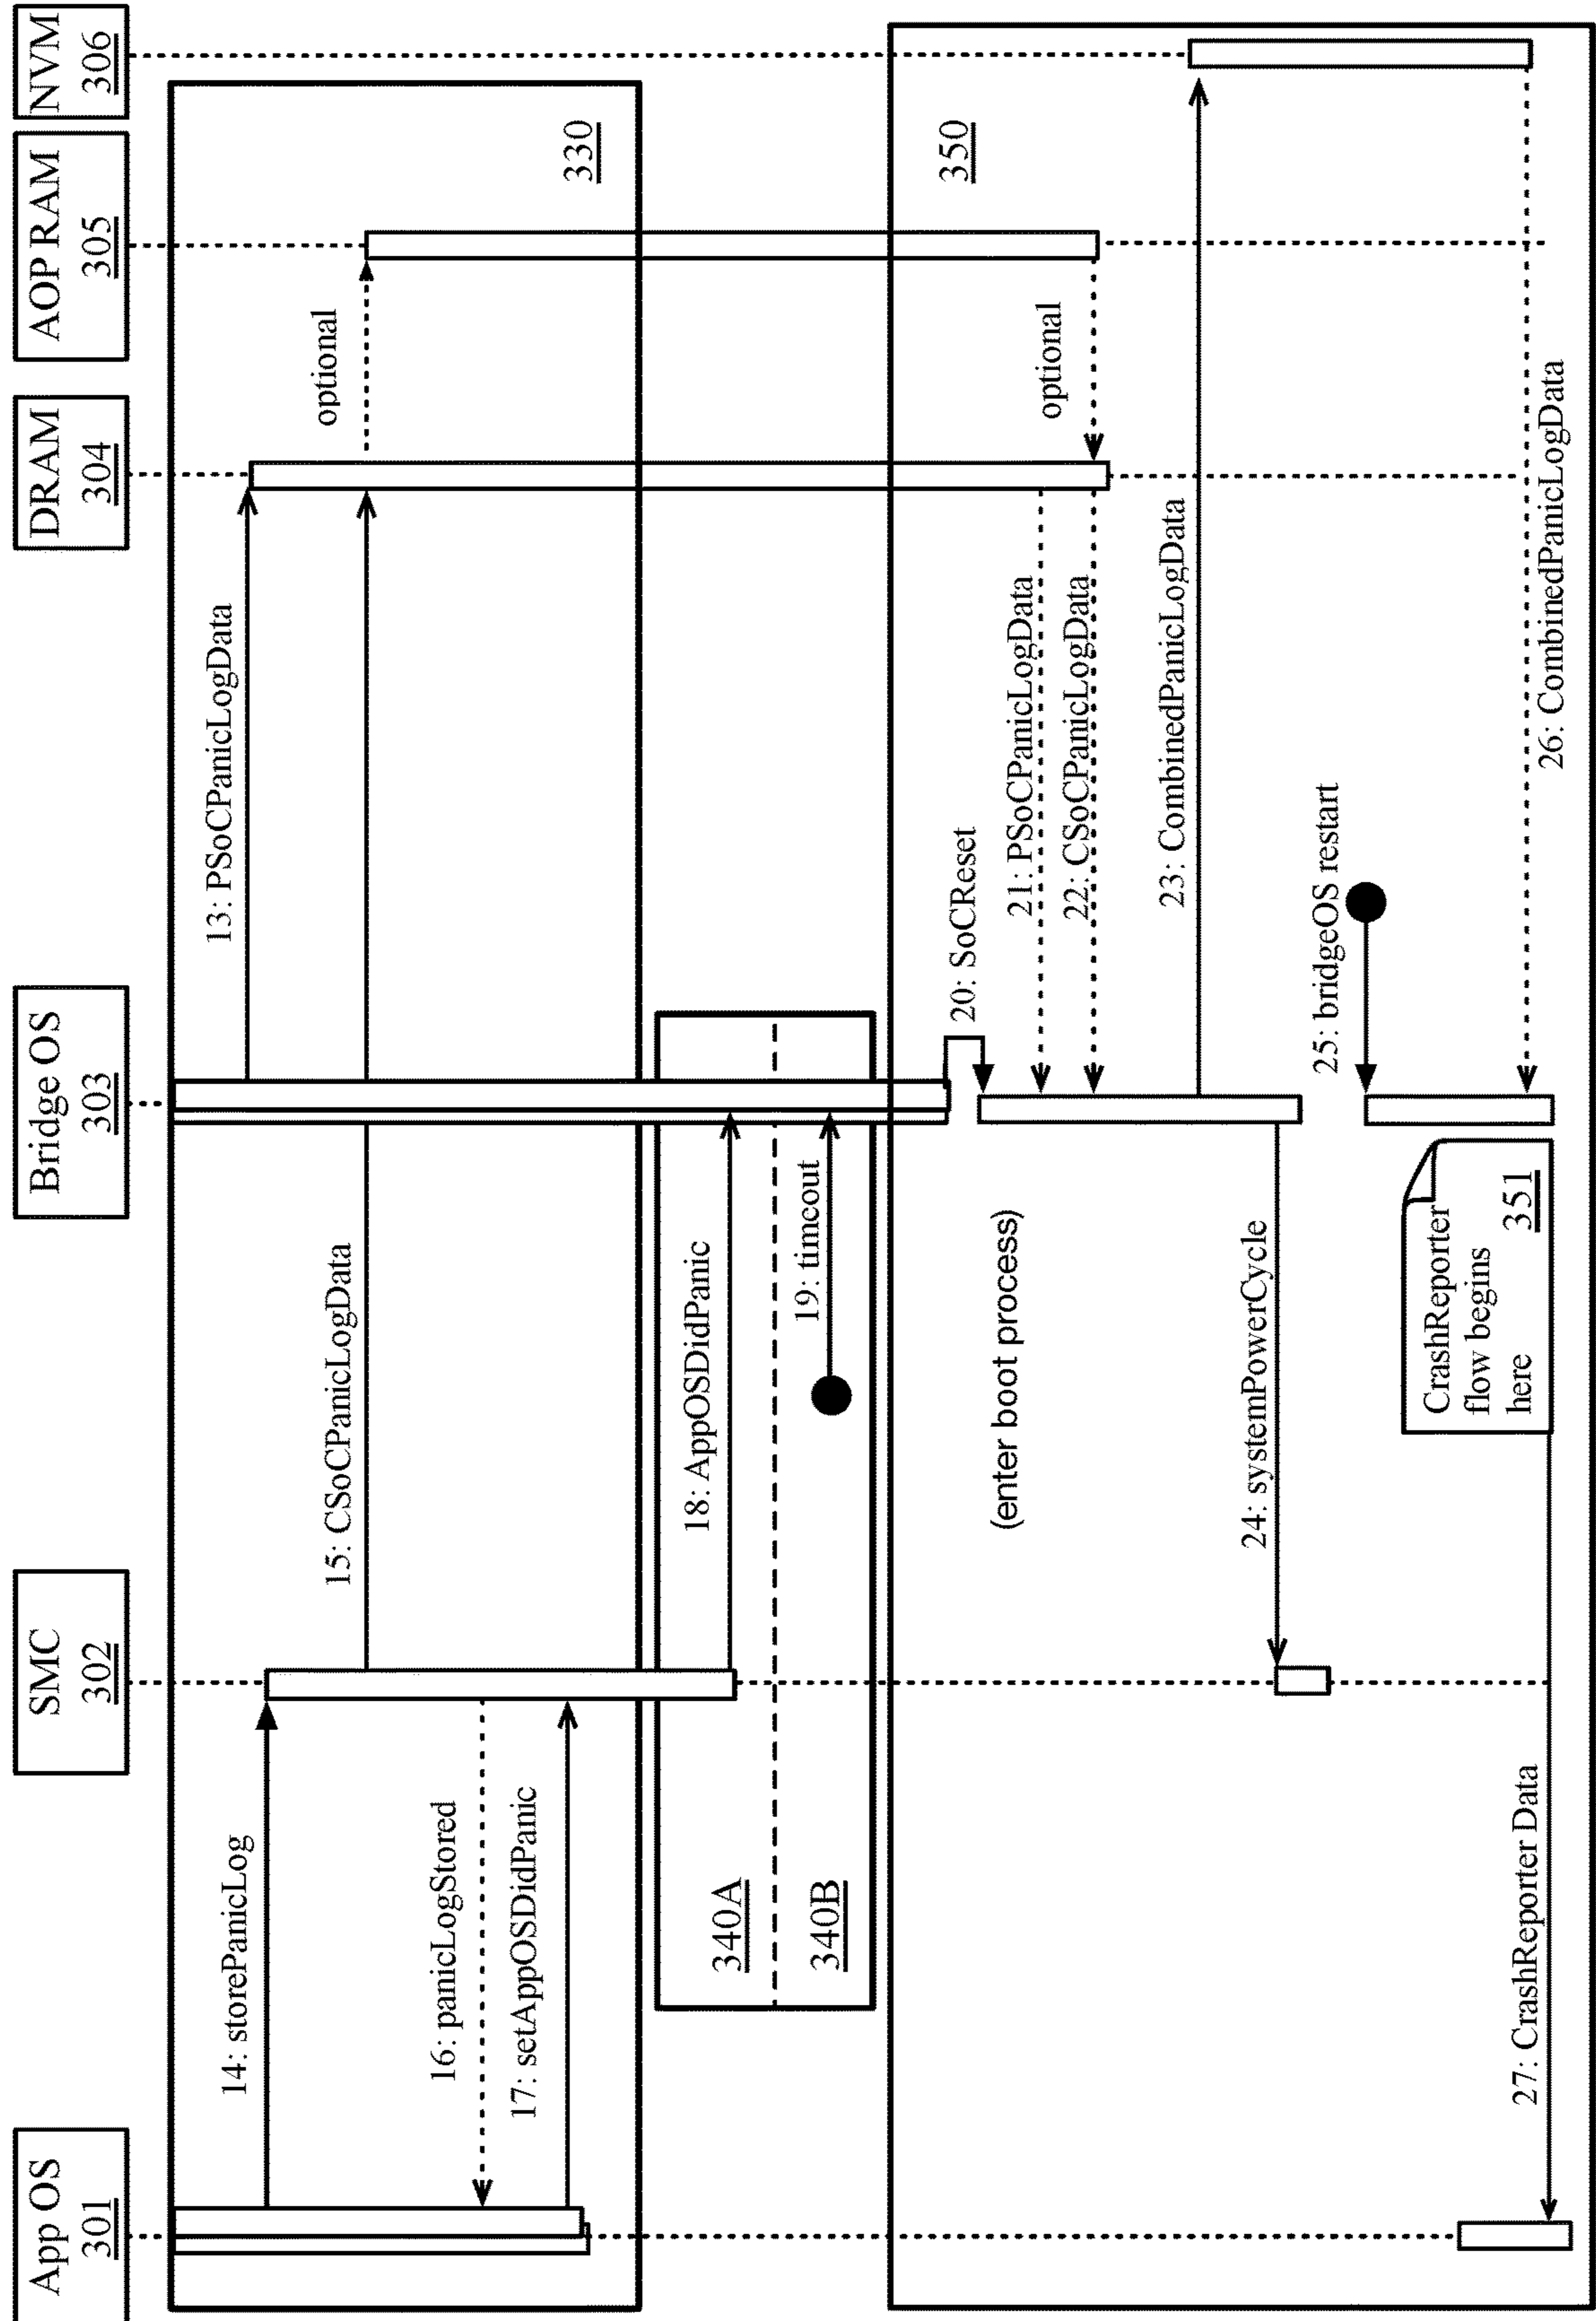 App OS
301
SMC
302
Bridge OS
303
DRAM
304
AOP RAM
305
NVM
306
13: PSoCPanicLogData
14: storePanicLog
15: CSoCPanicLogData
optional
16: panicLogStored
17: setAppOSDidPanic
330
18: AppOSDidPanic
340A
19: timeout
340B
350
20: SoCReset
(enter boot process)
21: PSoCPanicLogData
22: CSoCPanicLogData
optional
23: CombinedPanicLogData
24: systemPowerCycle
25: bridgeOS restart
CrashReporter
flow begins
here
351
26: CombinedPanicLogData
27: CrashReporter Data